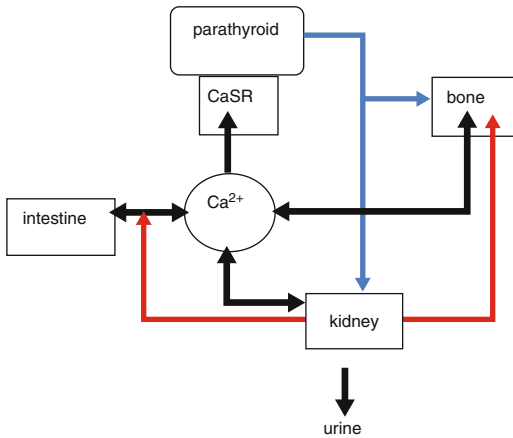 parathyroid
CaSR
bone
Ca²⁺
intestine
kidney
urine